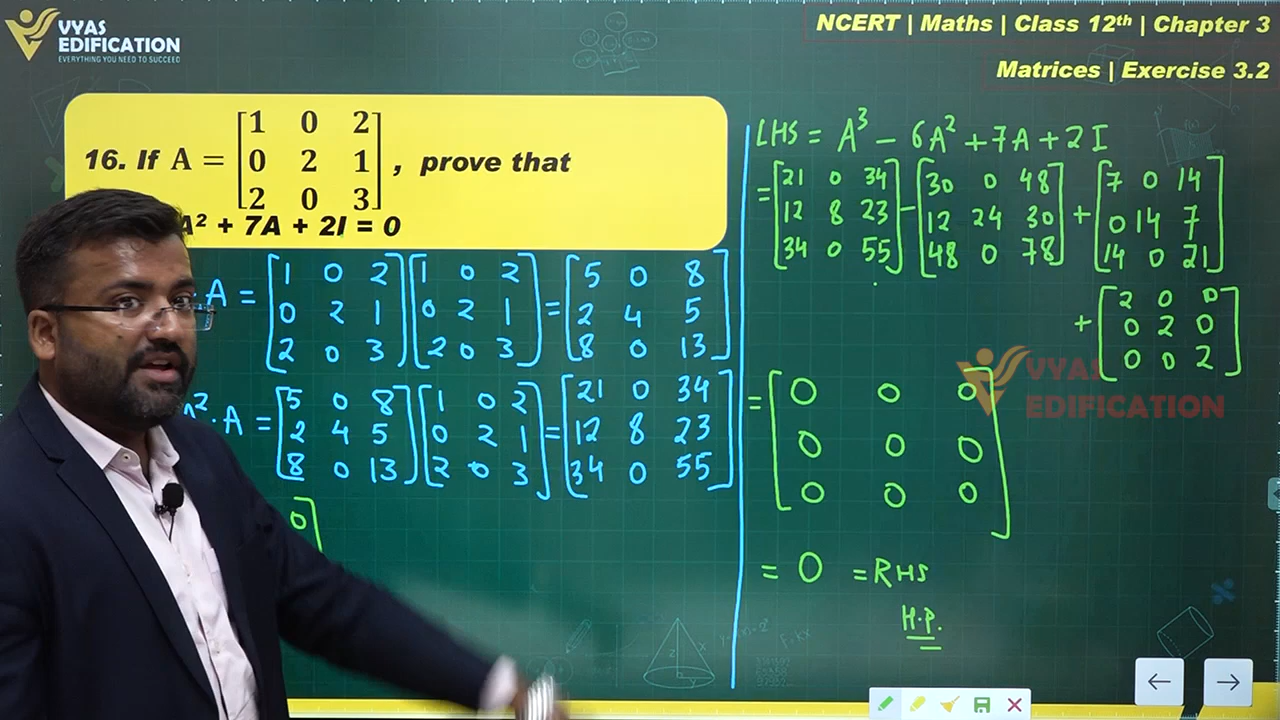 VYAS
EDIFICATION
EVERYTHING YOU NEED TO SUCCEED
NCERT | Maths | Class 12th | Chapter 3
Matrices | Exercise 3.2
16. If A = [1 0 2
0 2 1
2 0 3] , prove that
A² + 7A + 2I = 0
A = [1 0 2 [1 0 2 = [5 0 8
0 2 1] 0 2 1] 2 4 5
2 0 3] 2 0 3] 8 0 13]
A²·A = [5 0 8 [1 0 2 = [21 0 34
2 4 5] 0 2 1] 12 8 23
8 0 13] 2 0 3] 34 0 55]
0]
LHS = A³ - 6A² + 7A + 2I
= [21 0 34 - [30 0 48 + [7 0 14
12 8 23] 12 24 30] 0 14 7
34 0 55] 48 0 78] 14 0 21]
+ [2 0 0
0 2 0
0 0 2]
VYAS
EDIFICATION
= [0 0 0
0 0 0
0 0 0]
= 0 = RHS
H.P.